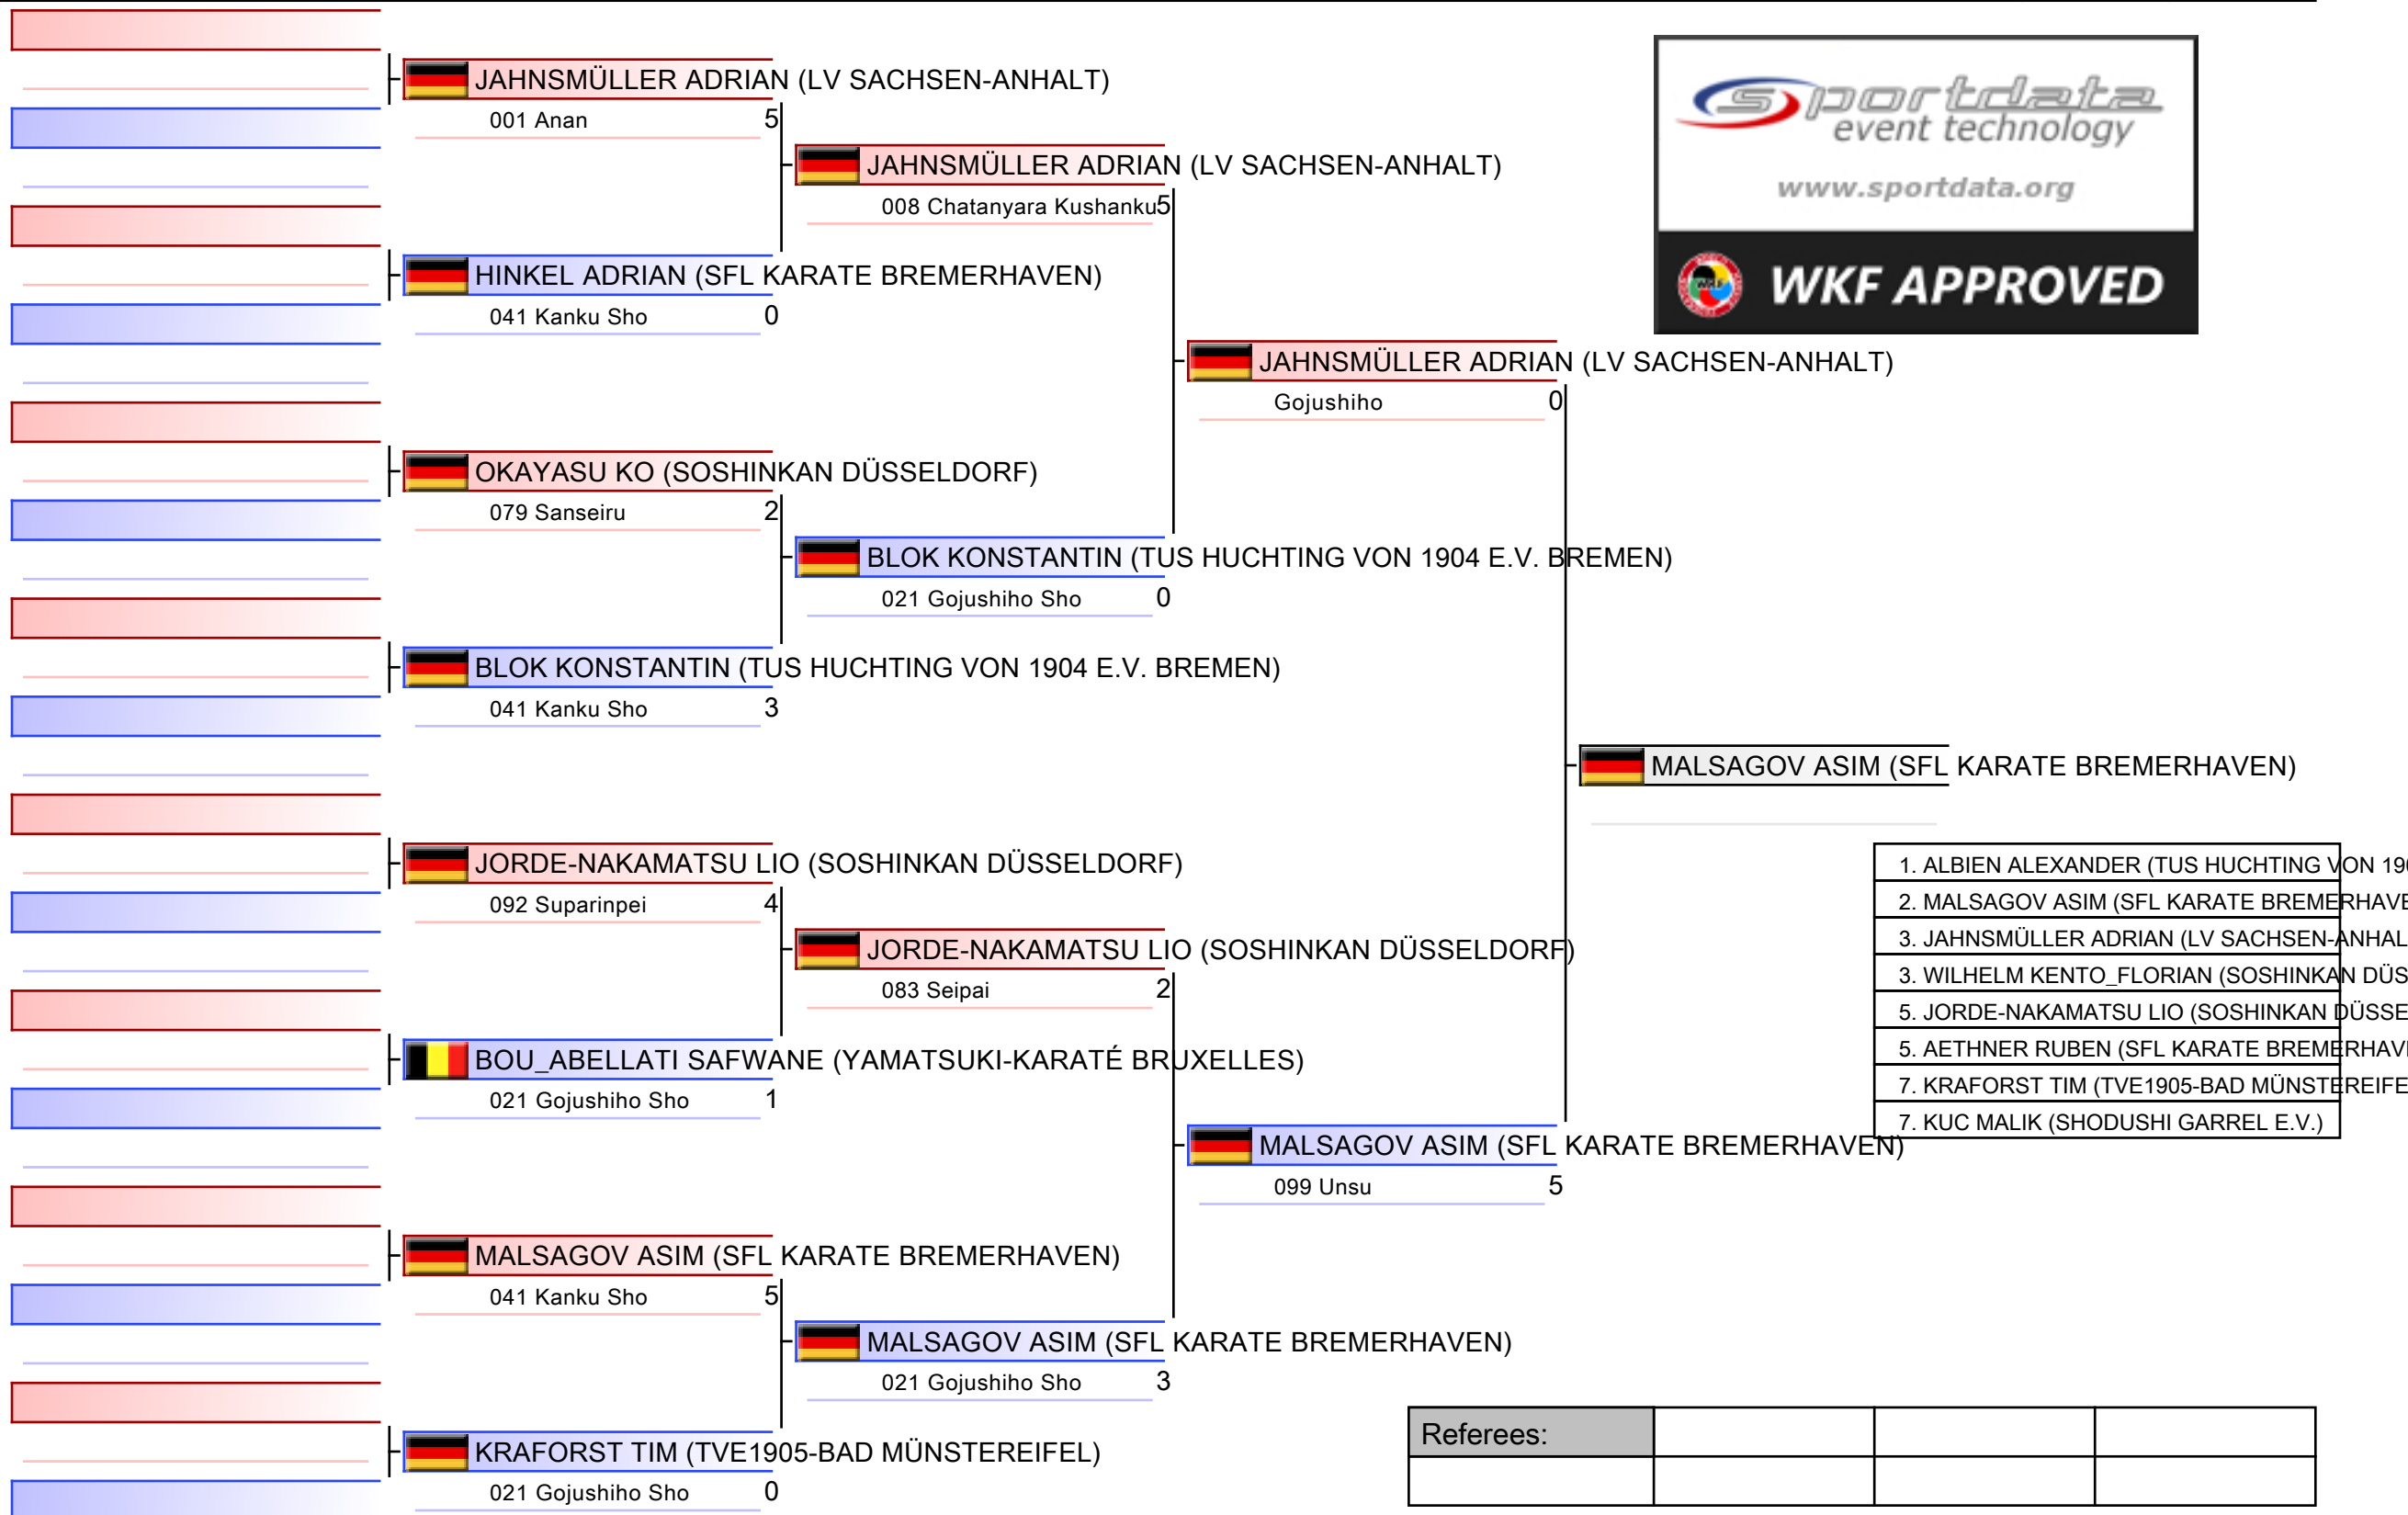 JAHNSMÜLLER ADRIAN (LV SACHSEN-ANHALT)
001 Anan 5
HINKEL ADRIAN (SFL KARATE BREMERHAVEN)
041 Kanku Sho 0
OKAYASU KO (SOSHINKAN DÜSSELDORF)
079 Sanseiru 2
BLOK KONSTANTIN (TUS HUCHTING VON 1904 E.V. BREMEN)
041 Kanku Sho 3
JORDE-NAKAMATSU LIO (SOSHINKAN DÜSSELDORF)
092 Suparinpei 4
BOU_ABELLATI SAFWANE (YAMATSUKI-KARATÉ BRUXELLES)
021 Gojushiho Sho 1
MALSAGOV ASIM (SFL KARATE BREMERHAVEN)
041 Kanku Sho 5
KRAFORST TIM (TVE1905-BAD MÜNSTEREIFEL)
021 Gojushiho Sho 0
JAHNSMÜLLER ADRIAN (LV SACHSEN-ANHALT)
008 Chatanyara Kushanku 5
BLOK KONSTANTIN (TUS HUCHTING VON 1904 E.V. BREMEN)
021 Gojushiho Sho 0
JORDE-NAKAMATSU LIO (SOSHINKAN DÜSSELDORF)
083 Seipai 2
MALSAGOV ASIM (SFL KARATE BREMERHAVEN)
021 Gojushiho Sho 3
JAHNSMÜLLER ADRIAN (LV SACHSEN-ANHALT)
Gojushiho 0
MALSAGOV ASIM (SFL KARATE BREMERHAVEN)
099 Unsu 5
MALSAGOV ASIM (SFL KARATE BREMERHAVEN)
sportdata
event technology
www.sportdata.org
WKF APPROVED
1. ALBIEN ALEXANDER (TUS HUCHTING VON 190
2. MALSAGOV ASIM (SFL KARATE BREMERHAVE
3. JAHNSMÜLLER ADRIAN (LV SACHSEN-ANHAL
3. WILHELM KENTO_FLORIAN (SOSHINKAN DÜS
5. JORDE-NAKAMATSU LIO (SOSHINKAN DÜSSE
5. AETHNER RUBEN (SFL KARATE BREMERHAV
7. KRAFORST TIM (TVE1905-BAD MÜNSTEREIFE
7. KUC MALIK (SHODUSHI GARREL E.V.)
Referees: